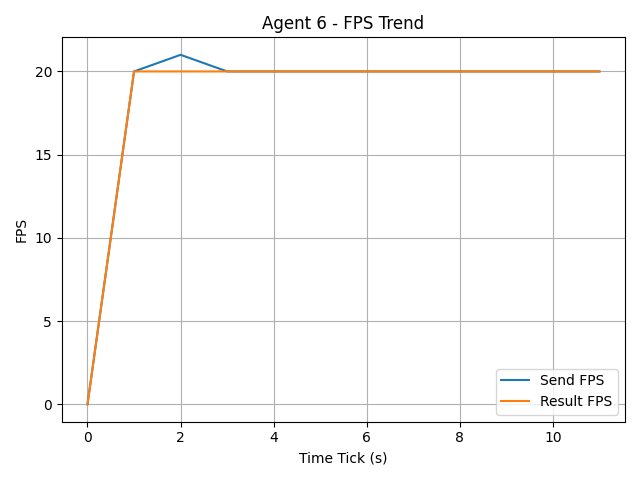 Agent 6 - FPS Trend
FPS
20
15
10
5
0
0 2 4 6 8 10
Time Tick (s)
Send FPS
Result FPS